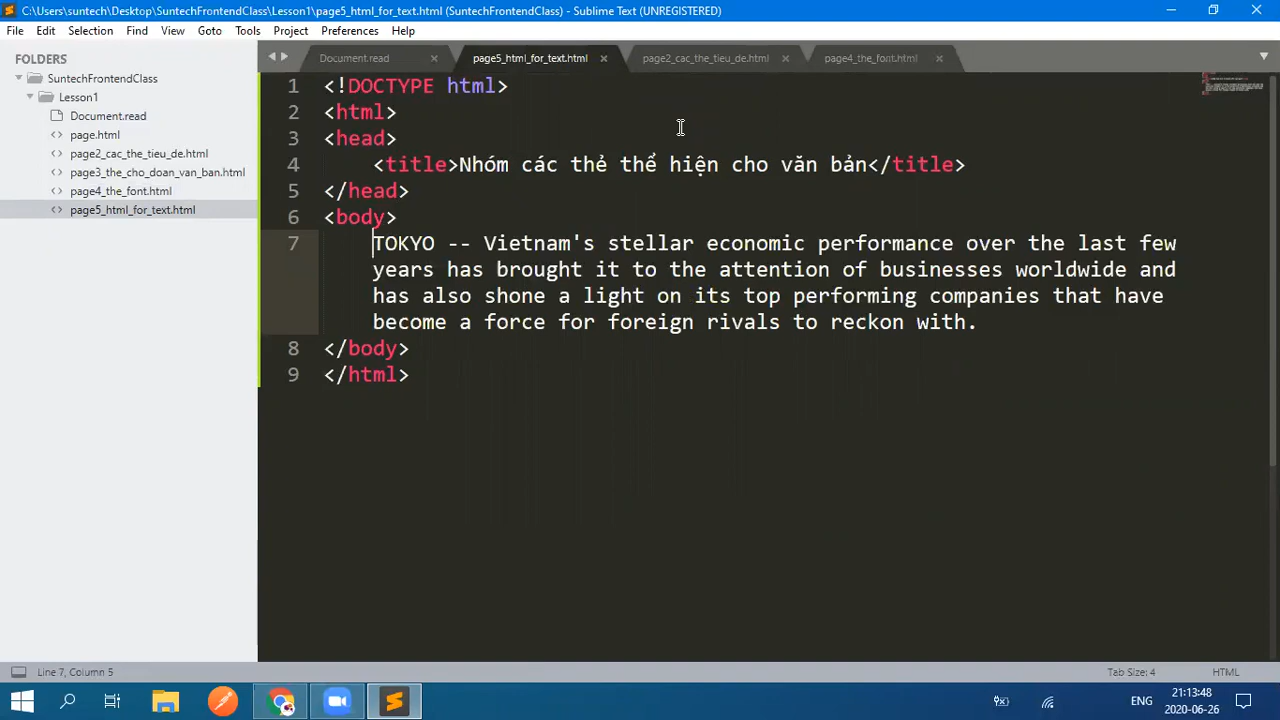 C:\Users\suntech\Desktop\SuntechFrontendClass\Lesson1\page5_html_for_text.html (SuntechFrontendClass) - Sublime Text (UNREGISTERED)
File Edit Selection Find View Goto Tools Project Preferences Help
FOLDERS
SuntechFrontendClass
Lesson1
Document.read
page.html
page2_cac_the_tieu_de.html
page3_the_cho_doan_van_ban.html
page4_the_font.html
page5_html_for_text.html
Document.read page5_html_for_text.html page2_cac_the_tieu_de.html page4_the_font.html
1 <!DOCTYPE html>
2 <html>
3 <head>
4 <title>Nhóm các thẻ thể hiện cho văn bản</title>
5 </head>
6 <body>
7 TOKYO -- Vietnam's stellar economic performance over the last few
years has brought it to the attention of businesses worldwide and
has also shone a light on its top performing companies that have
become a force for foreign rivals to reckon with.
8 </body>
9 </html>
Line 7, Column 5 Tab Size: 4 HTML
ENG 21:13:48
2020-06-26